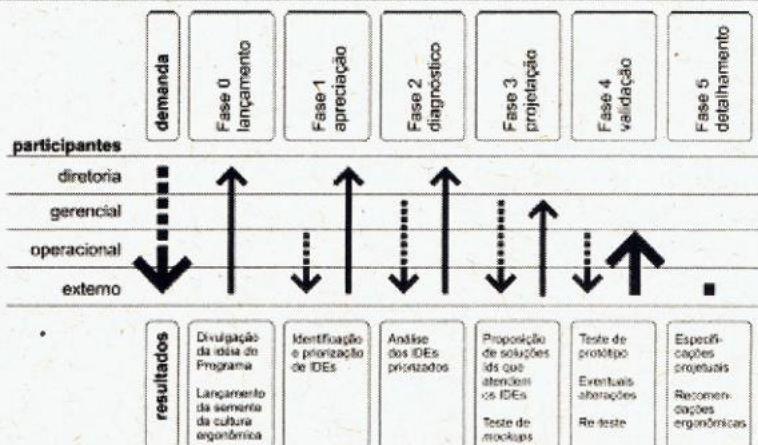 demanda
Fase 0
lançamento
Fase 1
apreciação
Fase 2
diagnóstico
Fase 3
projetação
Fase 4
validação
Fase 5
detalhamento
participantes
diretoria
gerencial
operacional
externo
resultados
Divulgação
da idéia do
Programa
Lançamento
da semente
da cultura
ergonômica
Identificação
e priorização
de IDEs
Análise
dos IDEs
priorizados
Proposição
de soluções
Ids que
atendem
os IDEs
Teste de
mockups
Teste de
protótipo
Eventuais
alterações
Re-teste
Especifi-
cações
projetuais
Recomen-
dações
ergonômicas